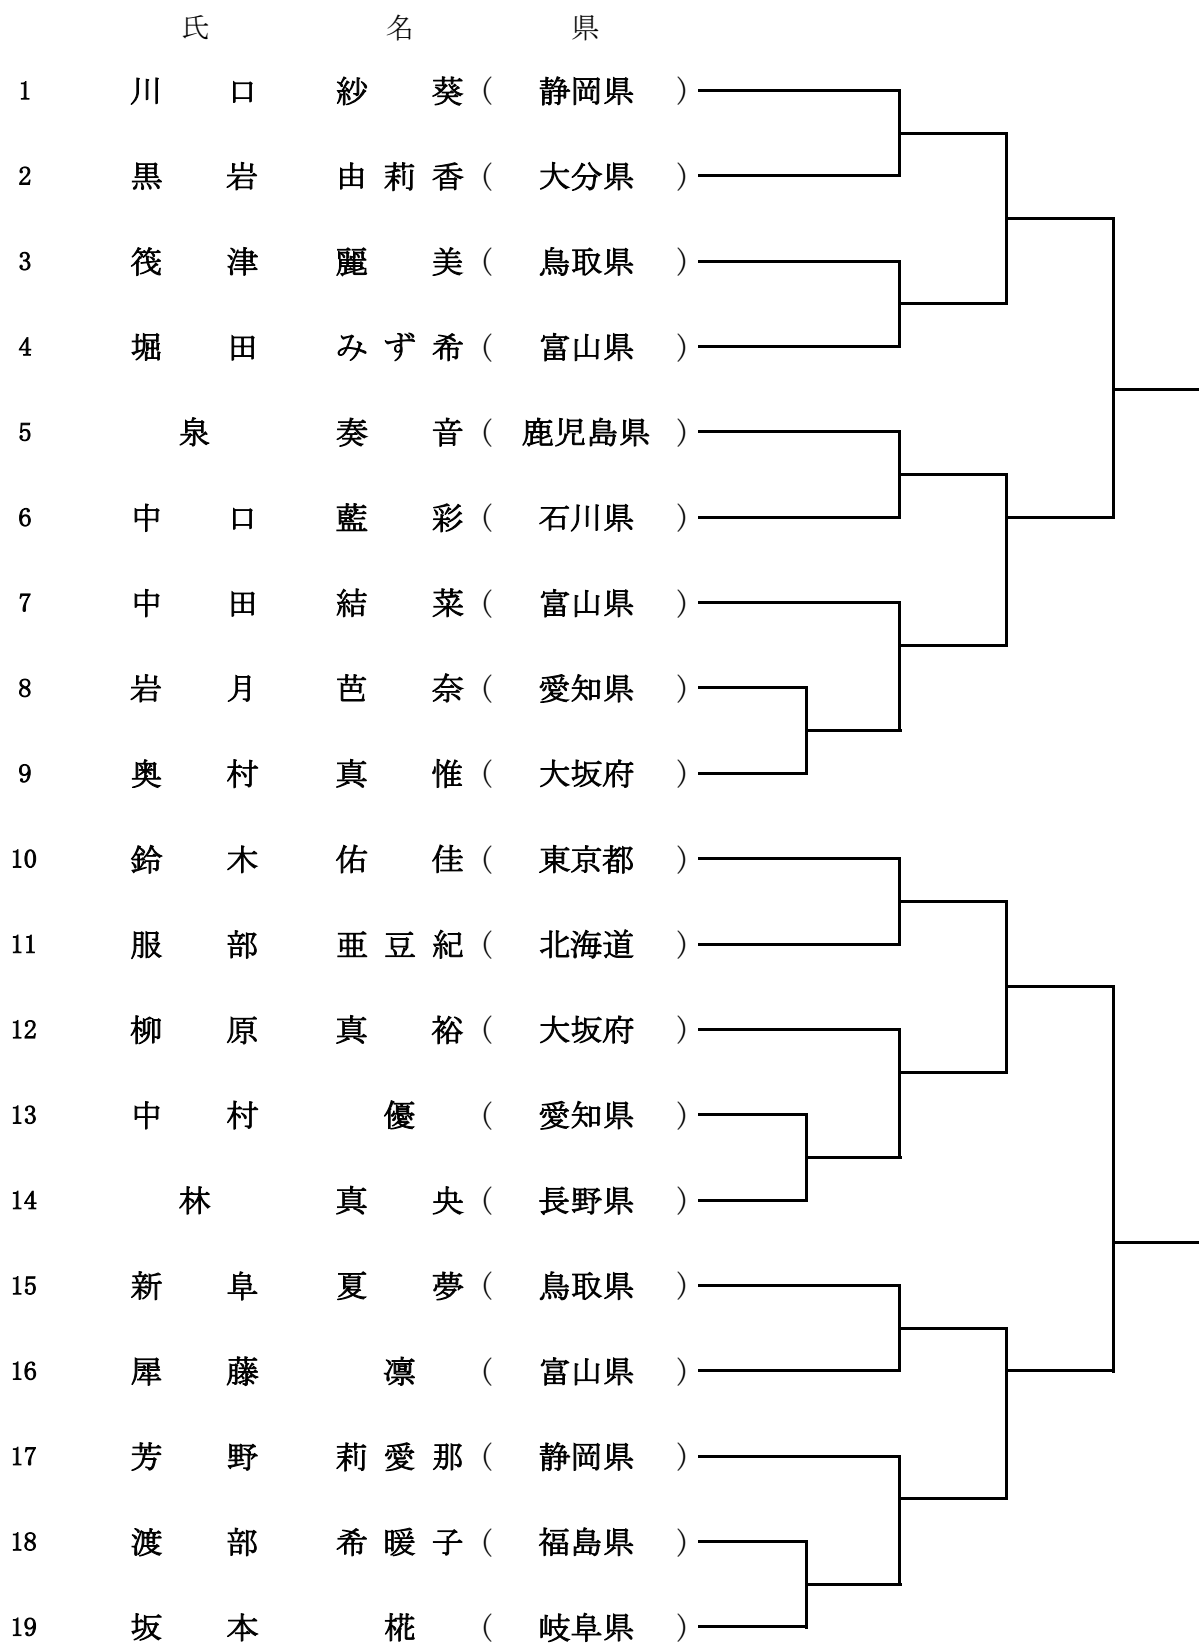 氏 名 県
1 川口 紗葵 ( 静岡県 )
2 黒岩 由莉香 ( 大分県 )
3 筏津 麗美 ( 鳥取県 )
4 堀田 みず希 ( 富山県 )
5 泉 奏音 ( 鹿児島県 )
6 中口 藍彩 ( 石川県 )
7 中田 結菜 ( 富山県 )
8 岩月 芭奈 ( 愛知県 )
9 奥村 真惟 ( 大坂府 )
10 鈴木 佑佳 ( 東京都 )
11 服部 亜豆紀 ( 北海道 )
12 柳原 真裕 ( 大坂府 )
13 中村 優 ( 愛知県 )
14 林 真央 ( 長野県 )
15 新阜 夏夢 ( 鳥取県 )
16 犀藤 凛 ( 富山県 )
17 芳野 莉愛那 ( 静岡県 )
18 渡部 希暖子 ( 福島県 )
19 坂本 椛 ( 岐阜県 )